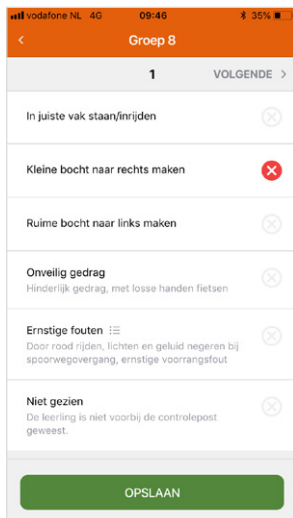 vodafone NL 4G 09:46 35%
Groep 8
1 VOLGENDE
In juiste vak staan/inrijden
Kleine bocht naar rechts maken
Ruime bocht naar links maken
Onveilig gedrag
Hinderlijk gedrag, met losse handen fietsen
Ernstige fouten
Door rood rijden, lichten en geluid negeren bij
spoorwegovergang, ernstige voorrangsfout
Niet gezien
De leerling is niet voorbij de controlepost
geweest.
OPSLAAN